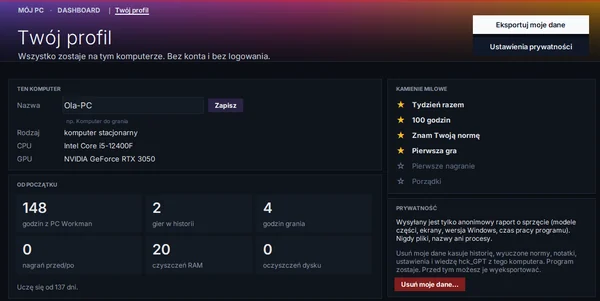 MÓJ PC · DASHBOARD | Twój profil
Twój profil
Wszystko zostaje na tym komputerze. Bez konta i bez logowania.
Eksportuj moje dane
Ustawienia prywatności
TEN KOMPUTER
Nazwa Ola-PC Zapisz
np. Komputer do grania
Rodzaj komputer stacjonarny
CPU Intel Core i5-12400F
GPU NVIDIA GeForce RTX 3050
OD POCZĄTKU
148
godzin z PC Workman
2
gier w historii
4
godzin grania
0
nagrań przed/po
20
czyszczeń RAM
0
oczyszczeń dysku
Uczę się od 137 dni.
KAMIENIE MILOWE
Tydzień razem
100 godzin
Znam Twoją normę
Pierwsza gra
Pierwsze nagranie
Porządki
PRYWATNOŚĆ
Wysyłany jest tylko anonimowy raport o sprzęcie (modele
części, ekrany, wersja Windows, czas pracy programu).
Nigdy pliki, nazwy ani procesy.
Usuń moje dane kasuje historię, wyuczone normy, notatki,
ustawienia i wiedzę hck_GPT z tego komputera. Program
zostaje. Przed tym możesz je wyeksportować.
Usuń moje dane...